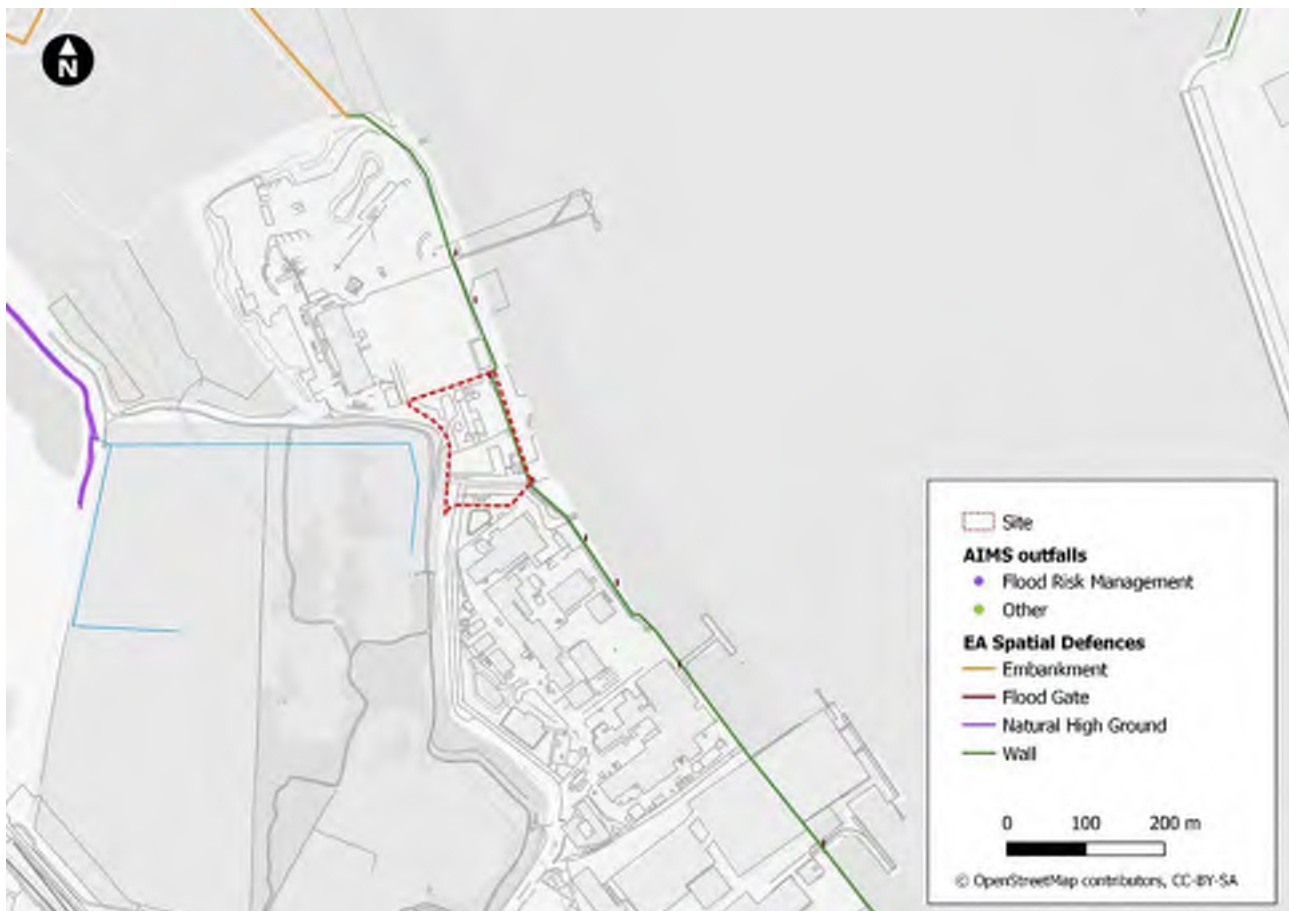 N
Site
AIMS outfalls
Flood Risk Management
Other
EA Spatial Defences
Embankment
Flood Gate
Natural High Ground
Wall
0 100 200 m
© OpenStreetMap contributors, CC-BY-SA